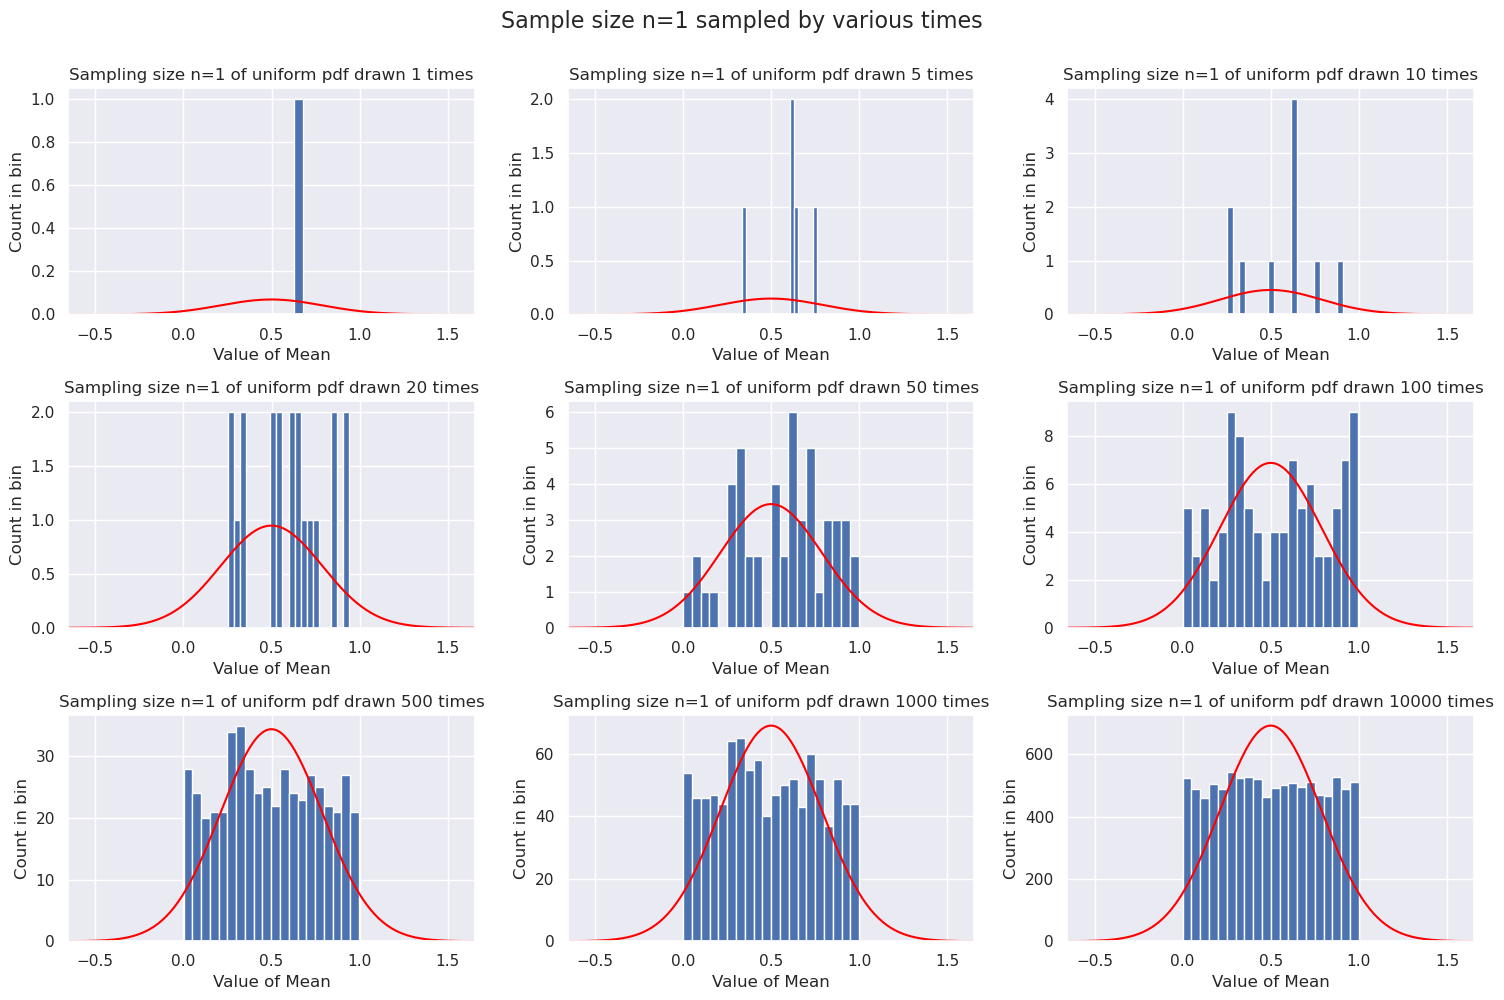 Sample size n=1 sampled by various times
Sampling size n=1 of uniform pdf drawn 1 times
Count in bin
1.0
0.8
0.6
0.4
0.2
0.0
−0.5 0.0 0.5 1.0 1.5
Value of Mean
Sampling size n=1 of uniform pdf drawn 5 times
Count in bin
2.0
1.5
1.0
0.5
0.0
−0.5 0.0 0.5 1.0 1.5
Value of Mean
Sampling size n=1 of uniform pdf drawn 10 times
Count in bin
4
3
2
1
0
−0.5 0.0 0.5 1.0 1.5
Value of Mean
Sampling size n=1 of uniform pdf drawn 20 times
Count in bin
2.0
1.5
1.0
0.5
0.0
−0.5 0.0 0.5 1.0 1.5
Value of Mean
Sampling size n=1 of uniform pdf drawn 50 times
Count in bin
6
5
4
3
2
1
0
−0.5 0.0 0.5 1.0 1.5
Value of Mean
Sampling size n=1 of uniform pdf drawn 100 times
Count in bin
8
6
4
2
0
−0.5 0.0 0.5 1.0 1.5
Value of Mean
Sampling size n=1 of uniform pdf drawn 500 times
Count in bin
30
20
10
0
−0.5 0.0 0.5 1.0 1.5
Value of Mean
Sampling size n=1 of uniform pdf drawn 1000 times
Count in bin
60
40
20
0
−0.5 0.0 0.5 1.0 1.5
Value of Mean
Sampling size n=1 of uniform pdf drawn 10000 times
Count in bin
600
400
200
0
−0.5 0.0 0.5 1.0 1.5
Value of Mean